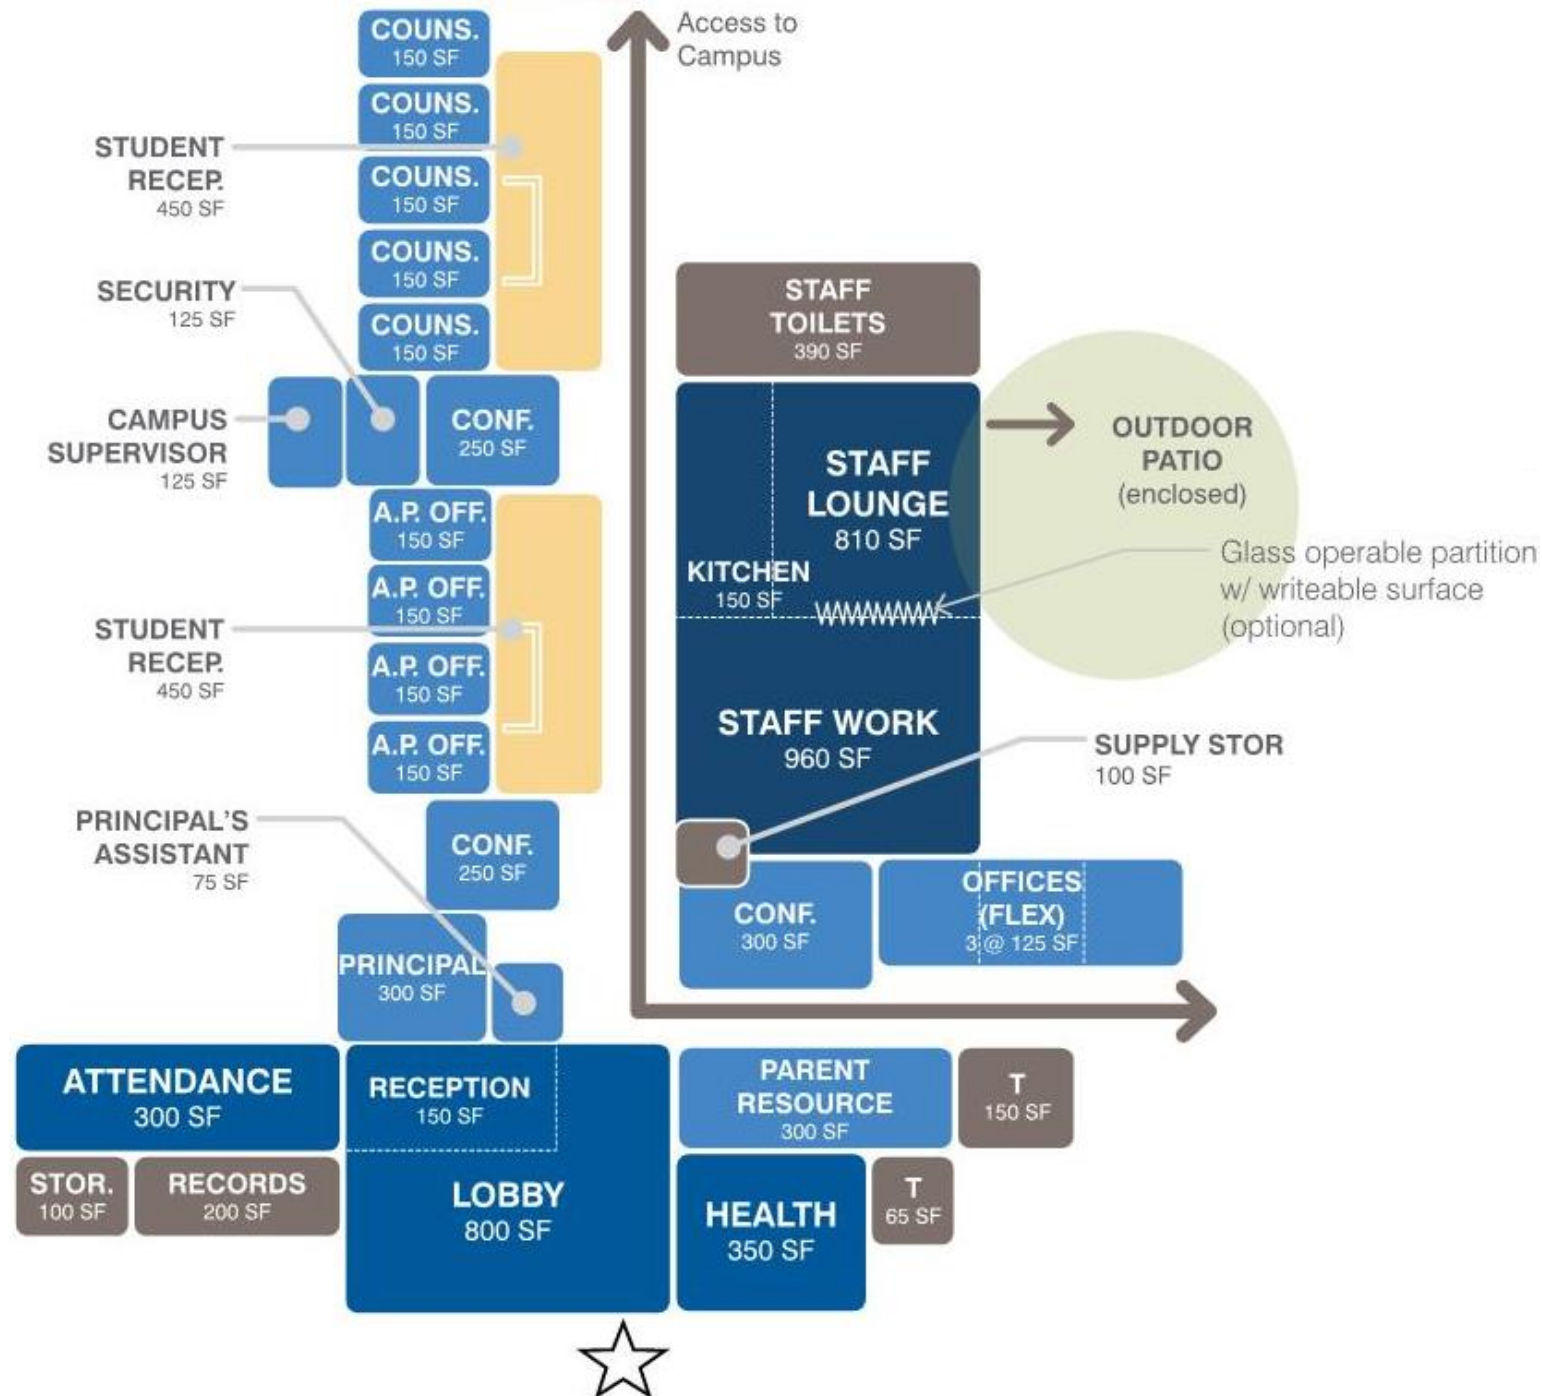 Access to
Campus
COUNS.
150 SF
COUNS.
150 SF
STUDENT
RECEP.
450 SF
COUNS.
150 SF
COUNS.
150 SF
SECURITY
125 SF
COUNS.
150 SF
STAFF
TOILETS
390 SF
CAMPUS
SUPERVISOR
125 SF
CONF.
250 SF
OUTDOOR
PATIO
(enclosed)
STAFF
LOUNGE
810 SF
KITCHEN
150 SF
Glass operable partition
w/ writeable surface
(optional)
A.P. OFF.
150 SF
A.P. OFF.
150 SF
STUDENT
RECEP.
450 SF
A.P. OFF.
150 SF
A.P. OFF.
150 SF
STAFF WORK
960 SF
SUPPLY STOR
100 SF
PRINCIPAL'S
ASSISTANT
75 SF
CONF.
250 SF
CONF.
300 SF
OFFICES
(FLEX)
3 @ 125 SF
PRINCIPAL
300 SF
ATTENDANCE
300 SF
RECEPTION
150 SF
PARENT
RESOURCE
300 SF
T
150 SF
STOR.
100 SF
RECORDS
200 SF
LOBBY
800 SF
HEALTH
350 SF
T
65 SF